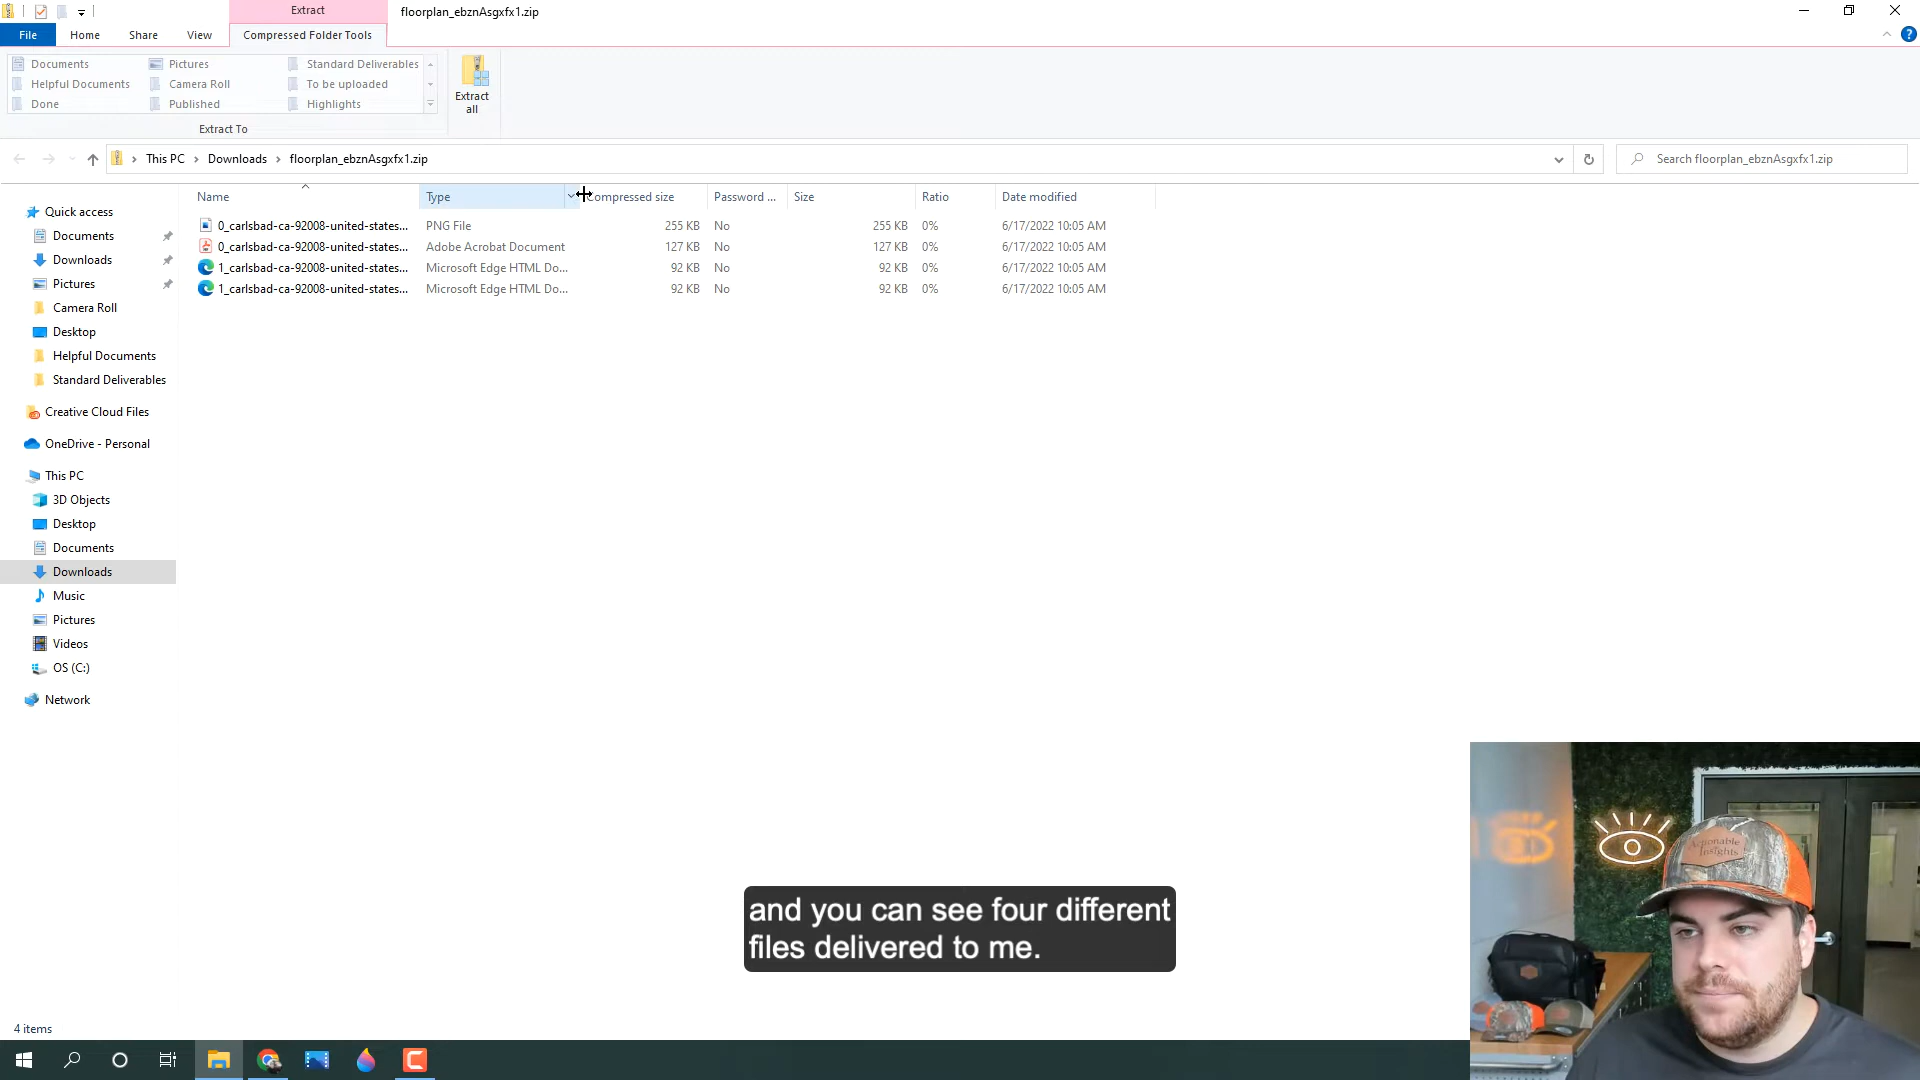 Extract
floorplan_ebznAsgxfx1.zip
File
Home
Share
View
Compressed Folder Tools
Documents
Pictures
Standard Deliverables
Helpful Documents
Camera Roll
To be uploaded
Done
Published
Highlights
Extract all
Extract To
This PC > Downloads > floorplan_ebznAsgxfx1.zip
Search floorplan_ebznAsgxfx1.zip
Name Type Compressed size Password ... Size Ratio Date modified
0_carlsbad-ca-92008-united-states... PNG File 255 KB No 255 KB 0% 6/17/2022 10:05 AM
0_carlsbad-ca-92008-united-states... Adobe Acrobat Document 127 KB No 127 KB 0% 6/17/2022 10:05 AM
1_carlsbad-ca-92008-united-states... Microsoft Edge HTML Do... 92 KB No 92 KB 0% 6/17/2022 10:05 AM
1_carlsbad-ca-92008-united-states... Microsoft Edge HTML Do... 92 KB No 92 KB 0% 6/17/2022 10:05 AM
Quick access
Documents
Downloads
Pictures
Camera Roll
Desktop
Helpful Documents
Standard Deliverables
Creative Cloud Files
OneDrive - Personal
This PC
3D Objects
Desktop
Documents
Downloads
Music
Pictures
Videos
OS (C:)
Network
Actionable
Insights
and you can see four different
files delivered to me.
4 items